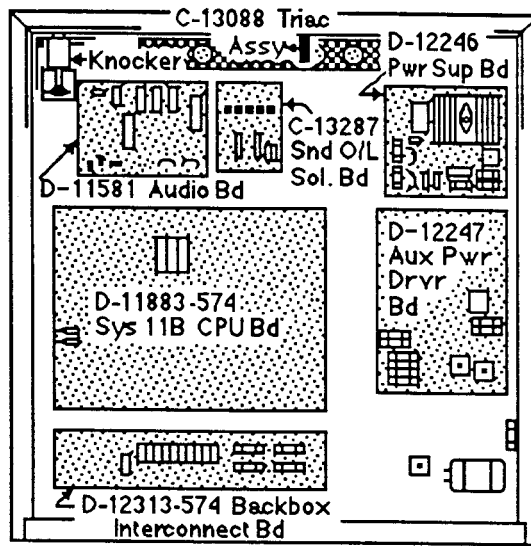 C-13088 Triac
Assy
Knocker
D-12246
Pwr Sup Bd
C-13287
Snd O/L
Sol. Bd
D-11581 Audio Bd
D-12247
Aux Pwr
Drvr
Bd
D-11883-574
Sys 11B CPU Bd
D-12313-574 Backbox
Interconnect Bd